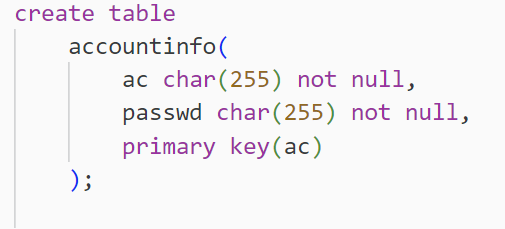 create table
accountinfo(
ac char(255) not null,
passwd char(255) not null,
primary key(ac)
);